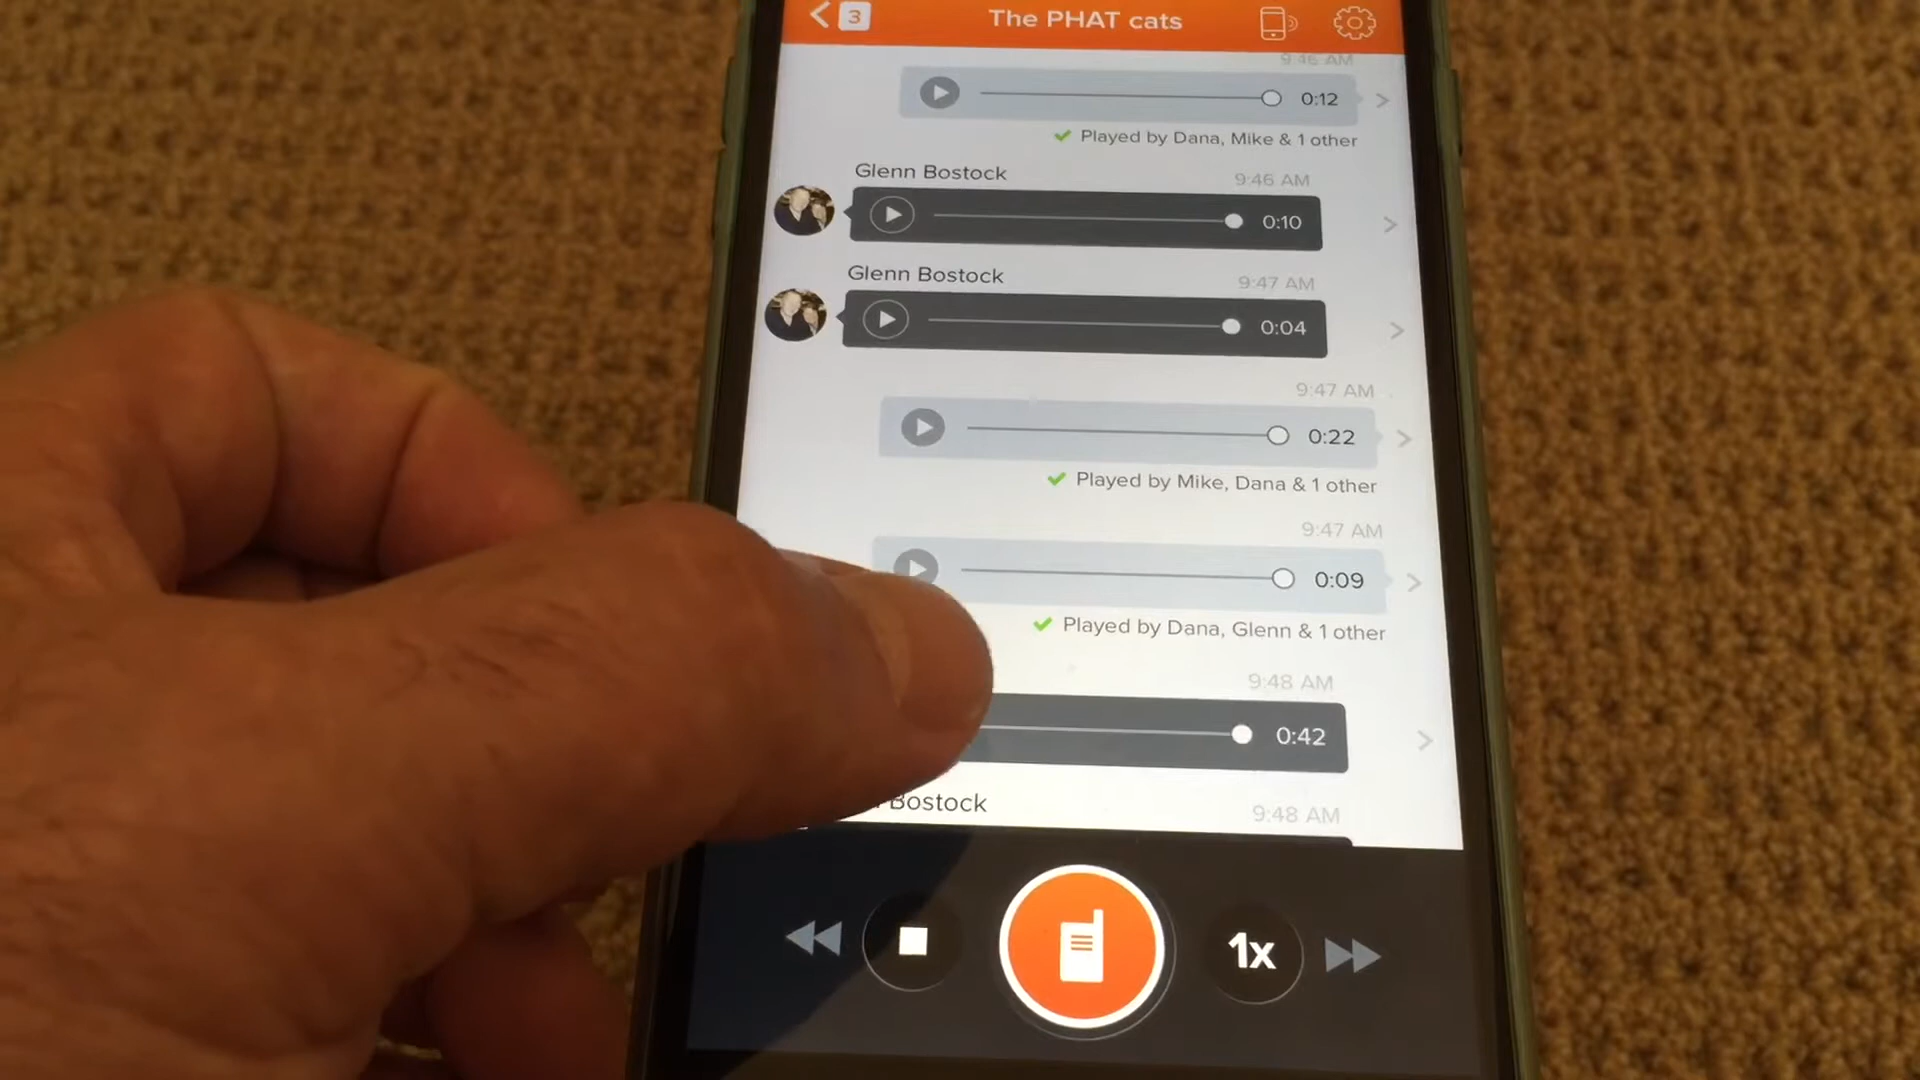 3 The PHAT cats
9:46 AM
0:12
Played by Dana, Mike & 1 other
Glenn Bostock 9:46 AM
0:10
Glenn Bostock 9:47 AM
0:04
9:47 AM
0:22
Played by Mike, Dana & 1 other
9:47 AM
0:09
Played by Dana, Glenn & 1 other
9:48 AM
0:42
Bostock 9:48 AM
1x